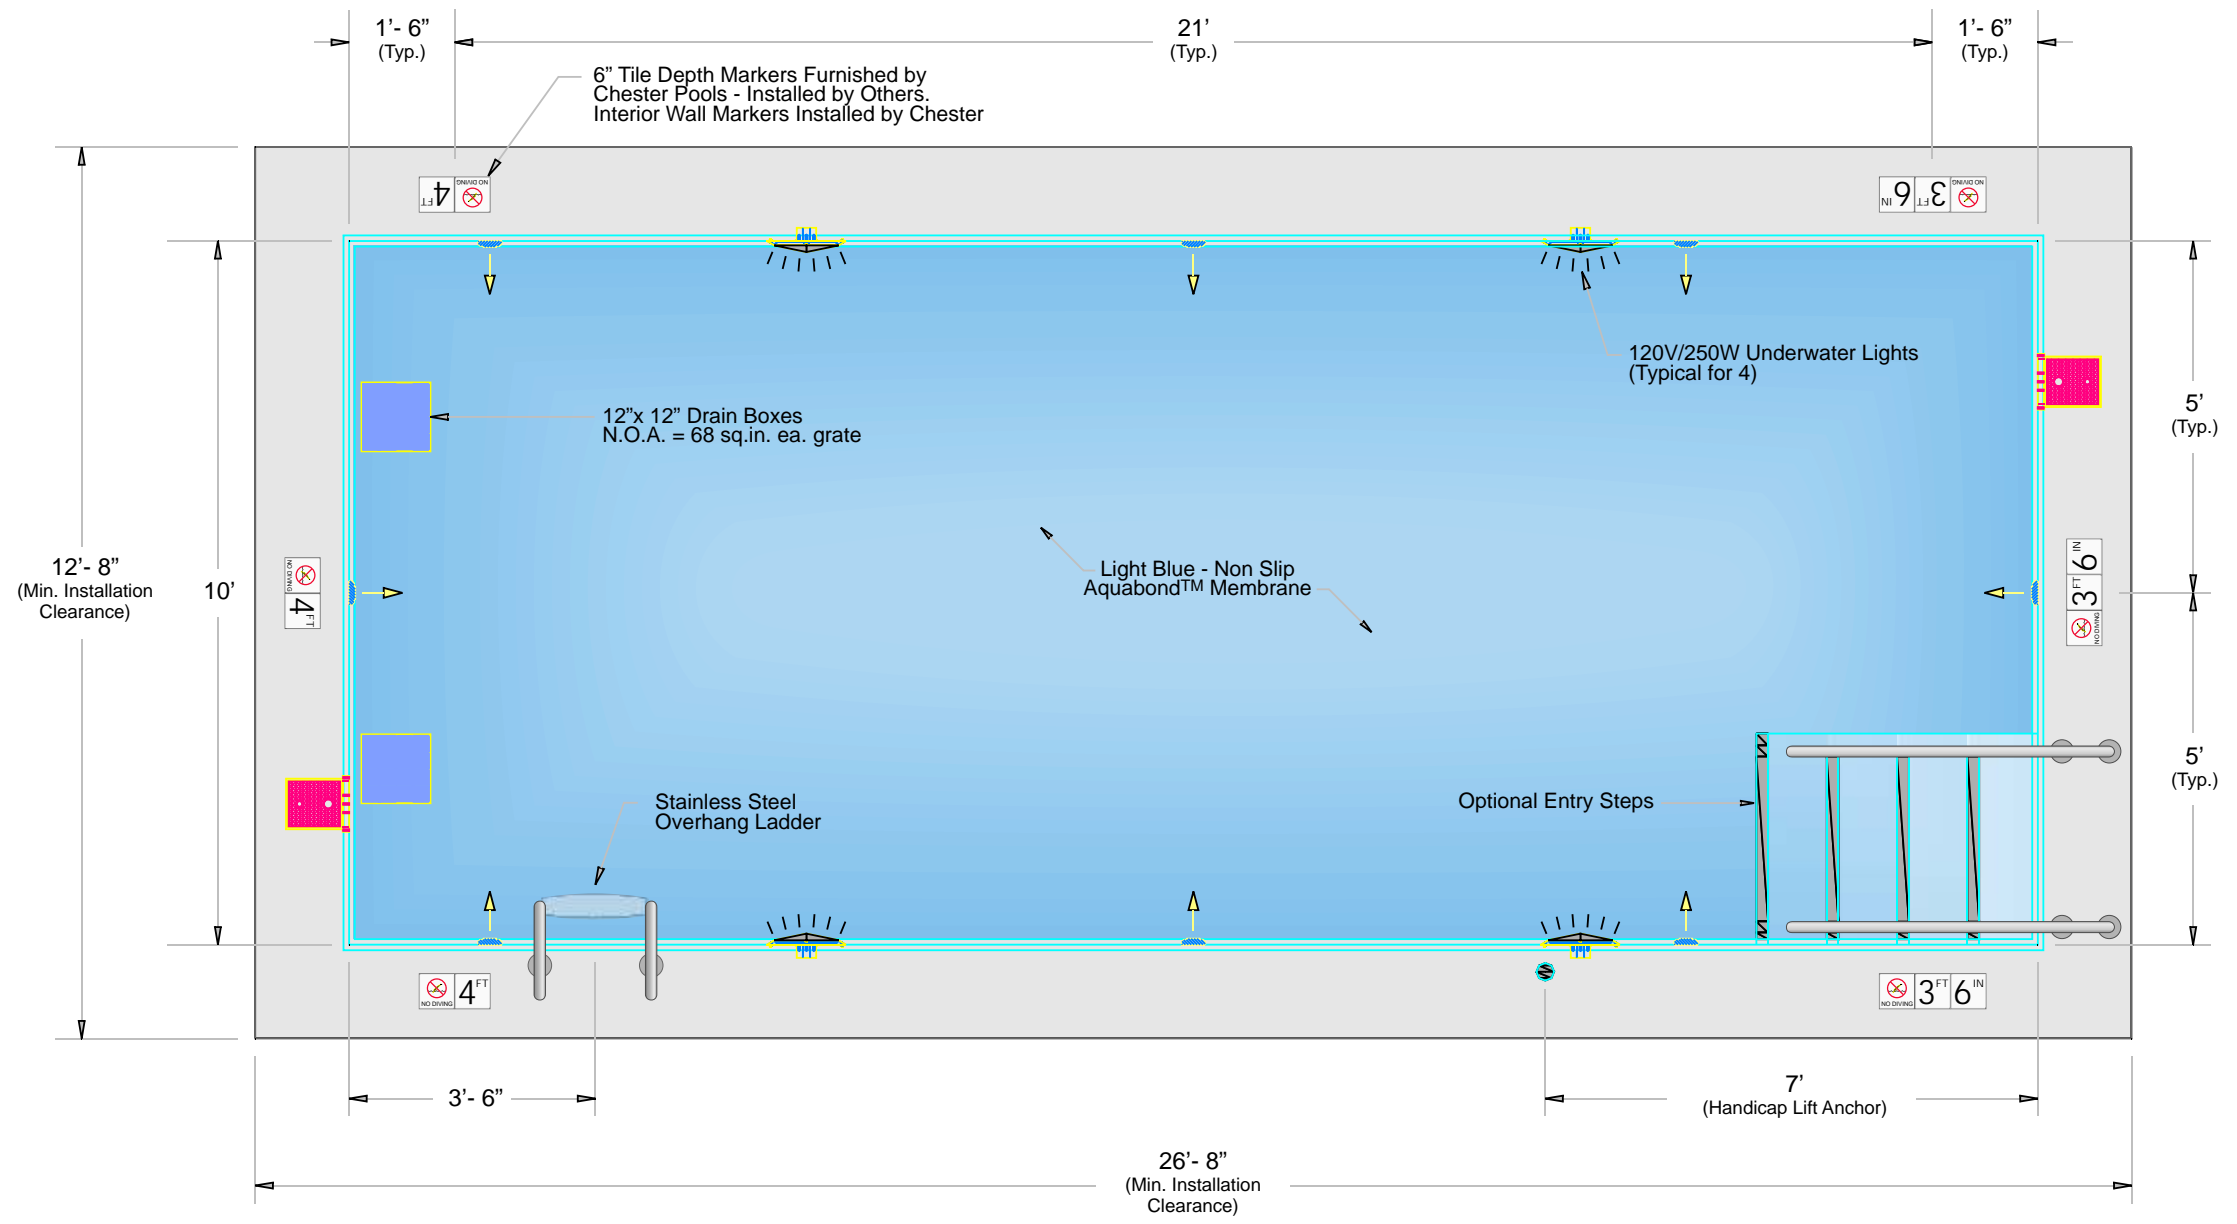 1'- 6”
(Typ.)
21'
(Typ.)
1'- 6”
(Typ.)
6” Tile Depth Markers Furnished by
Chester Pools - Installed by Others.
Interior Wall Markers Installed by Chester
NO DIVING
4 FT
NO DIVING
3 FT 6 IN
120V/250W Underwater Lights
(Typical for 4)
12”x 12” Drain Boxes
N.O.A. = 68 sq.in. ea. grate
5'
(Typ.)
12'- 8”
(Min. Installation
Clearance)
10'
NO DIVING
4 FT
Light Blue - Non Slip
Aquabond™ Membrane
NO DIVING
3 FT 6 IN
5'
(Typ.)
Stainless Steel
Overhang Ladder
Optional Entry Steps
NO DIVING
4 FT
NO DIVING
3 FT 6 IN
3'- 6”
7'
(Handicap Lift Anchor)
26'- 8”
(Min. Installation
Clearance)